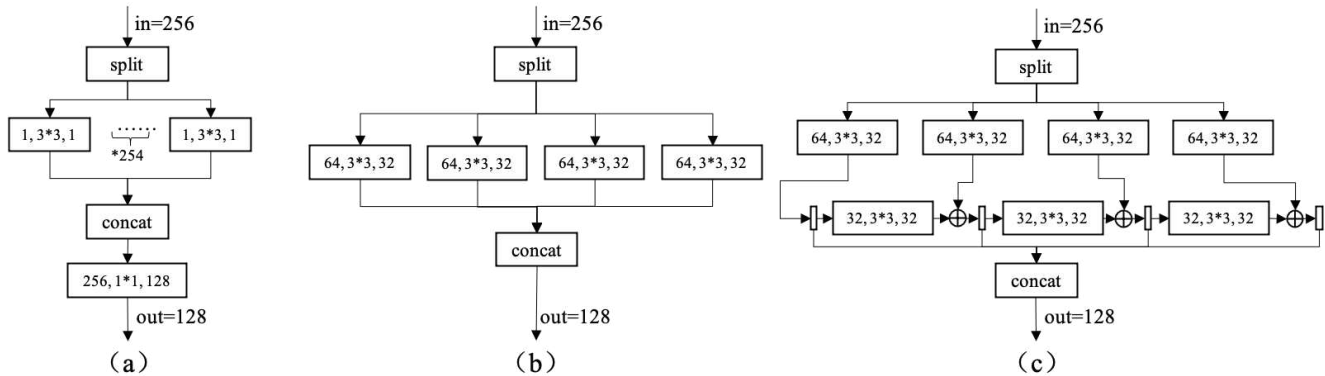 in=256
split
1, 3*3, 1
......
1, 3*3, 1
*254
concat
256, 1*1, 128
out=128
(a)
in=256
split
64, 3*3, 32
64, 3*3, 32
64, 3*3, 32
64, 3*3, 32
concat
out=128
(b)
in=256
split
64, 3*3, 32
64, 3*3, 32
64, 3*3, 32
64, 3*3, 32
32, 3*3, 32
32, 3*3, 32
32, 3*3, 32
concat
out=128
(c)